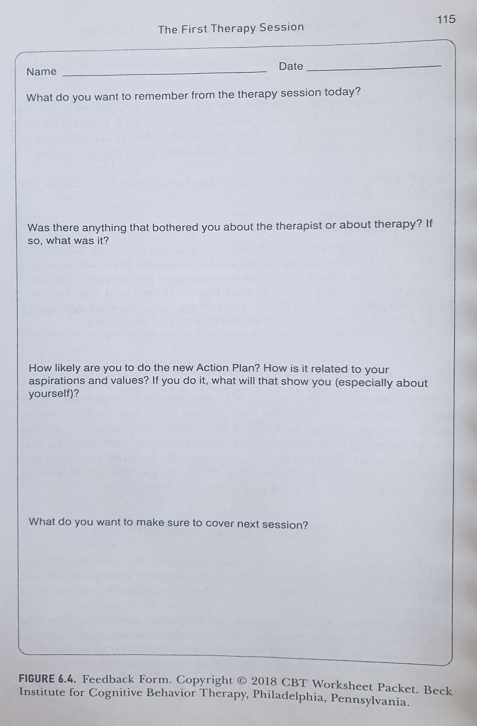 The First Therapy Session
115
Name
Date
What do you want to remember from the therapy session today?
Was there anything that bothered you about the therapist or about therapy? If
so, what was it?
How likely are you to do the new Action Plan? How is it related to your
aspirations and values? If you do it, what will that show you (especially about
yourself)?
What do you want to make sure to cover next session?
FIGURE 6.4. Feedback Form. Copyright © 2018 CBT Worksheet Packet. Beck
Institute for Cognitive Behavior Therapy, Philadelphia, Pennsylvania.